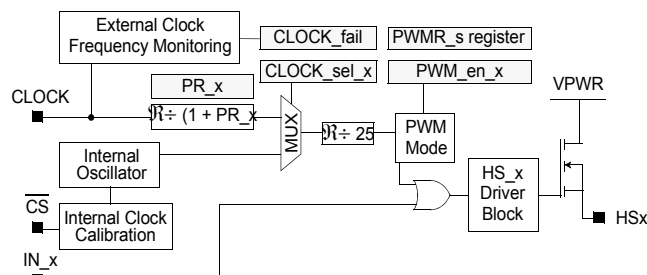 External Clock
Frequency Monitoring
CLOCK_fail
PWMR_s register
CLOCK_sel_x
PWM_en_x
PR_x
CLOCK
ℜ÷ (1 + PR_x
VPWR
MUX
ℜ÷ 25
PWM
Mode
Internal
Oscillator
HS_x
Driver
Block
CS
Internal Clock
Calibration
HSx
IN_x